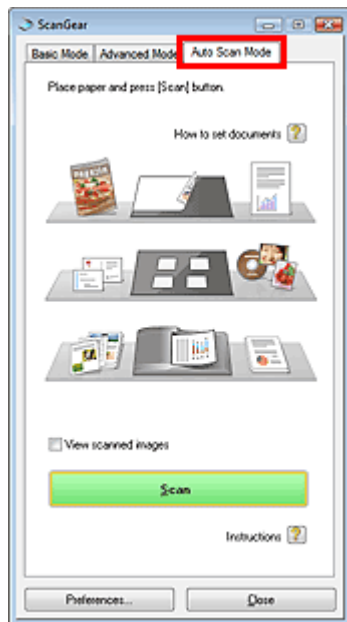 ScanGear
Basic Mode Advanced Mode Auto Scan Mode
Place paper and press [Scan] button.
How to set documents
View scanned images
Scan
Instructions
Preferences... Close